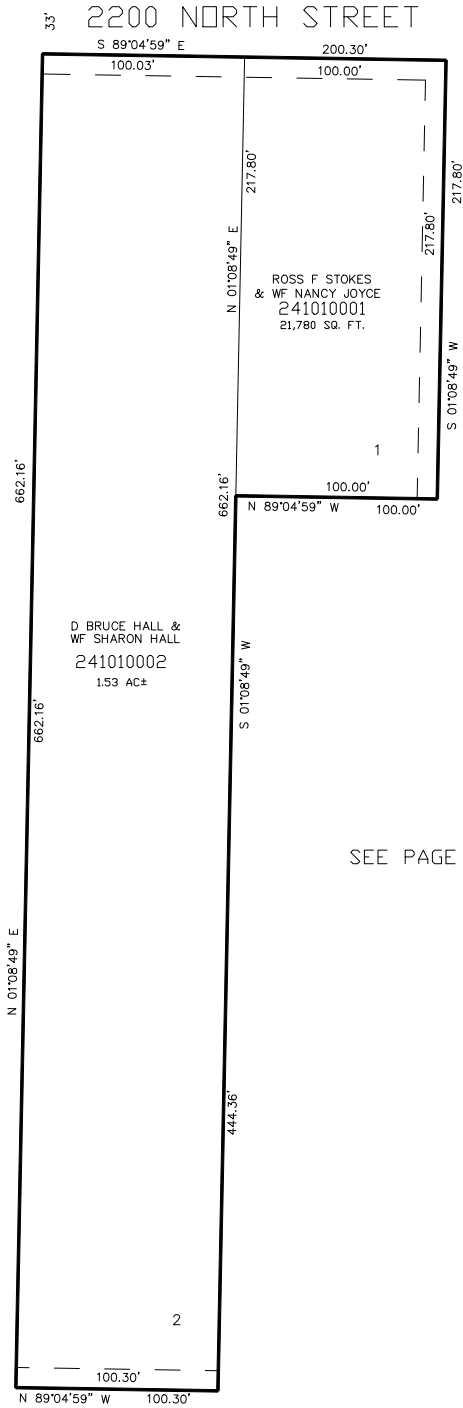 33'
2200 NORTH STREET
S 89°04'59" E
200.30'
100.03'
100.00'
217.80'
217.80'
217.80'
N 01°08'49" E
ROSS F STOKES
& WF NANCY JOYCE
241010001
21,780 SQ. FT.
S 01°08'49" W
1
662.16'
662.16'
100.00'
N 89°04'59" W
100.00'
D BRUCE HALL &
WF SHARON HALL
241010002
1.53 AC±
S 01°08'49" W
662.16'
SEE PAGE
N 01°08'49" E
444.36'
2
100.30'
N 89°04'59" W
100.30'